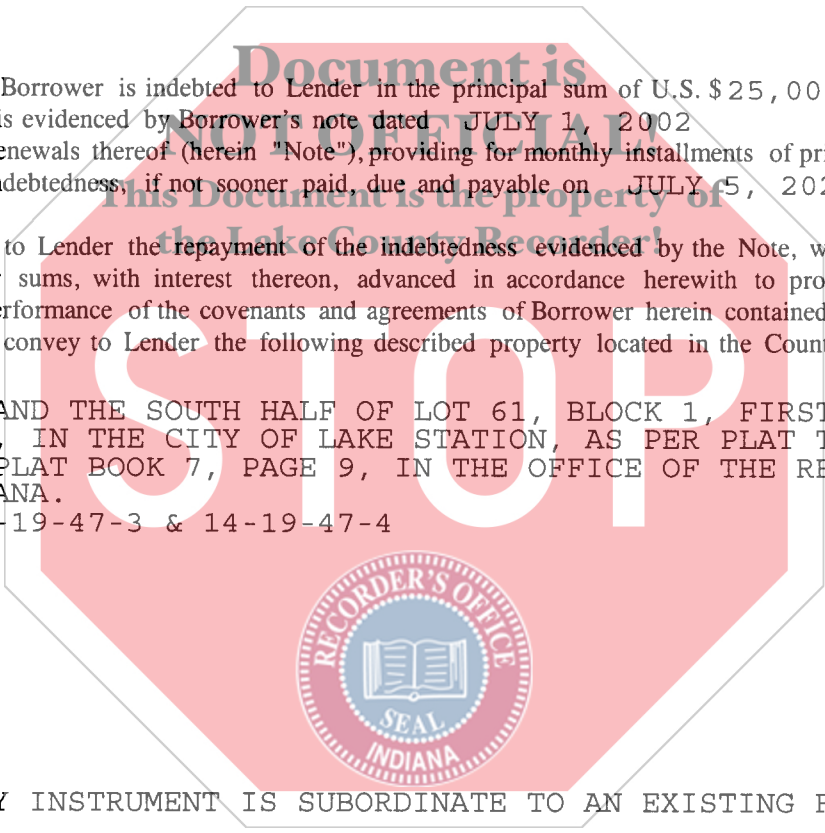 Document is
Borrower is indebted to Lender in the principal sum of U.S. $25,00
is evidenced by Borrower's note dated JULY 1, 2002
NOT OFFICIAL!
enewals thereof (herein "Note"), providing for monthly installments of pri
ndebtedness, if not sooner paid, due and payable on JULY 5, 202
This Document is the property of
to Lender the repayment of the indebtedness evidenced by the Note, w
the Lake County Recorder!
sums, with interest thereon, advanced in accordance herewith to pro
erformance of the covenants and agreements of Borrower herein contained
convey to Lender the following described property located in the Count
STOP
AND THE SOUTH HALF OF LOT 61, BLOCK 1, FIRST
, IN THE CITY OF LAKE STATION, AS PER PLAT T
PLAT BOOK 7, PAGE 9, IN THE OFFICE OF THE RE
ANA.
-19-47-3 & 14-19-47-4
RECORDER'S OFFICE
SEAL
INDIANA
Y INSTRUMENT IS SUBORDINATE TO AN EXISTING F